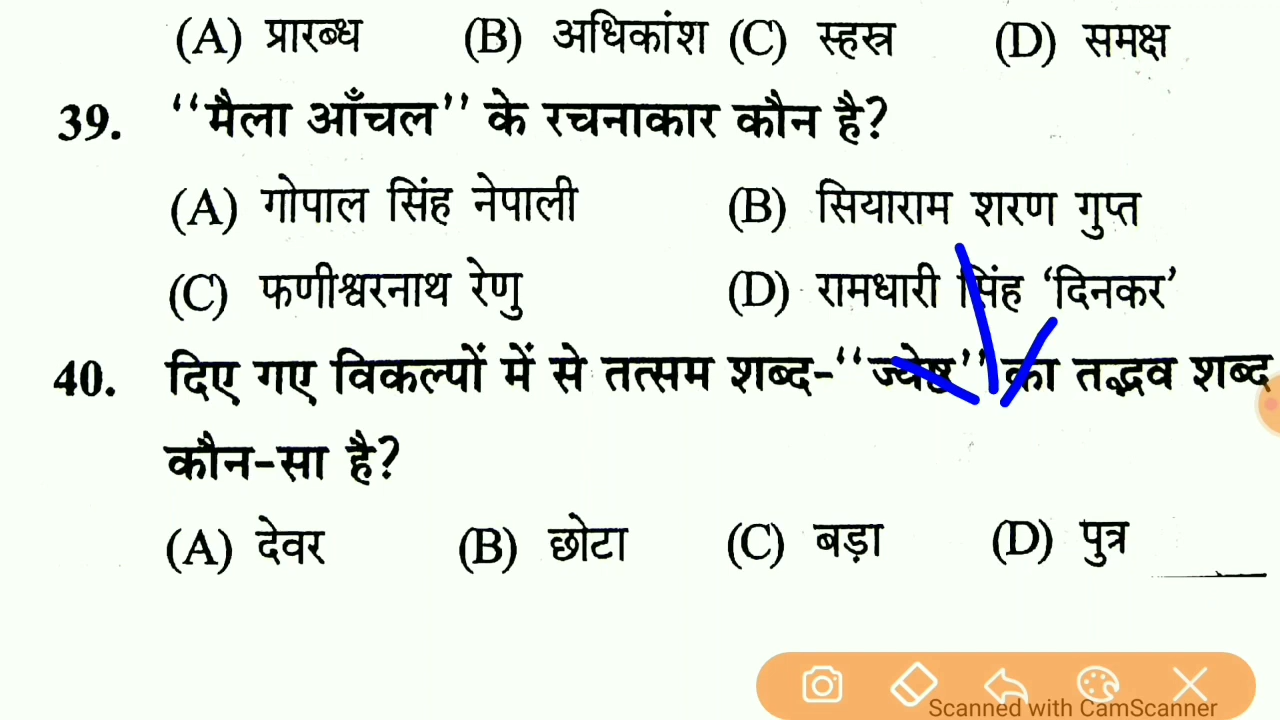 (A) प्रारब्ध (B) अधिकांश (C) स्हस्र (D) समक्ष
39. “मैला आँचल” के रचनाकार कौन है?
(A) गोपाल सिंह नेपाली (B) सियाराम शरण गुप्त
(C) फणीश्वरनाथ रेणु (D) रामधारी सिंह ‘दिनकर’
40. दिए गए विकल्पों में से तत्सम शब्द-“ज्येष्ठ” का तद्भव शब्द
कौन-सा है?
(A) देवर (B) छोटा (C) बड़ा (D) पुत्र
Scanned with CamScanner